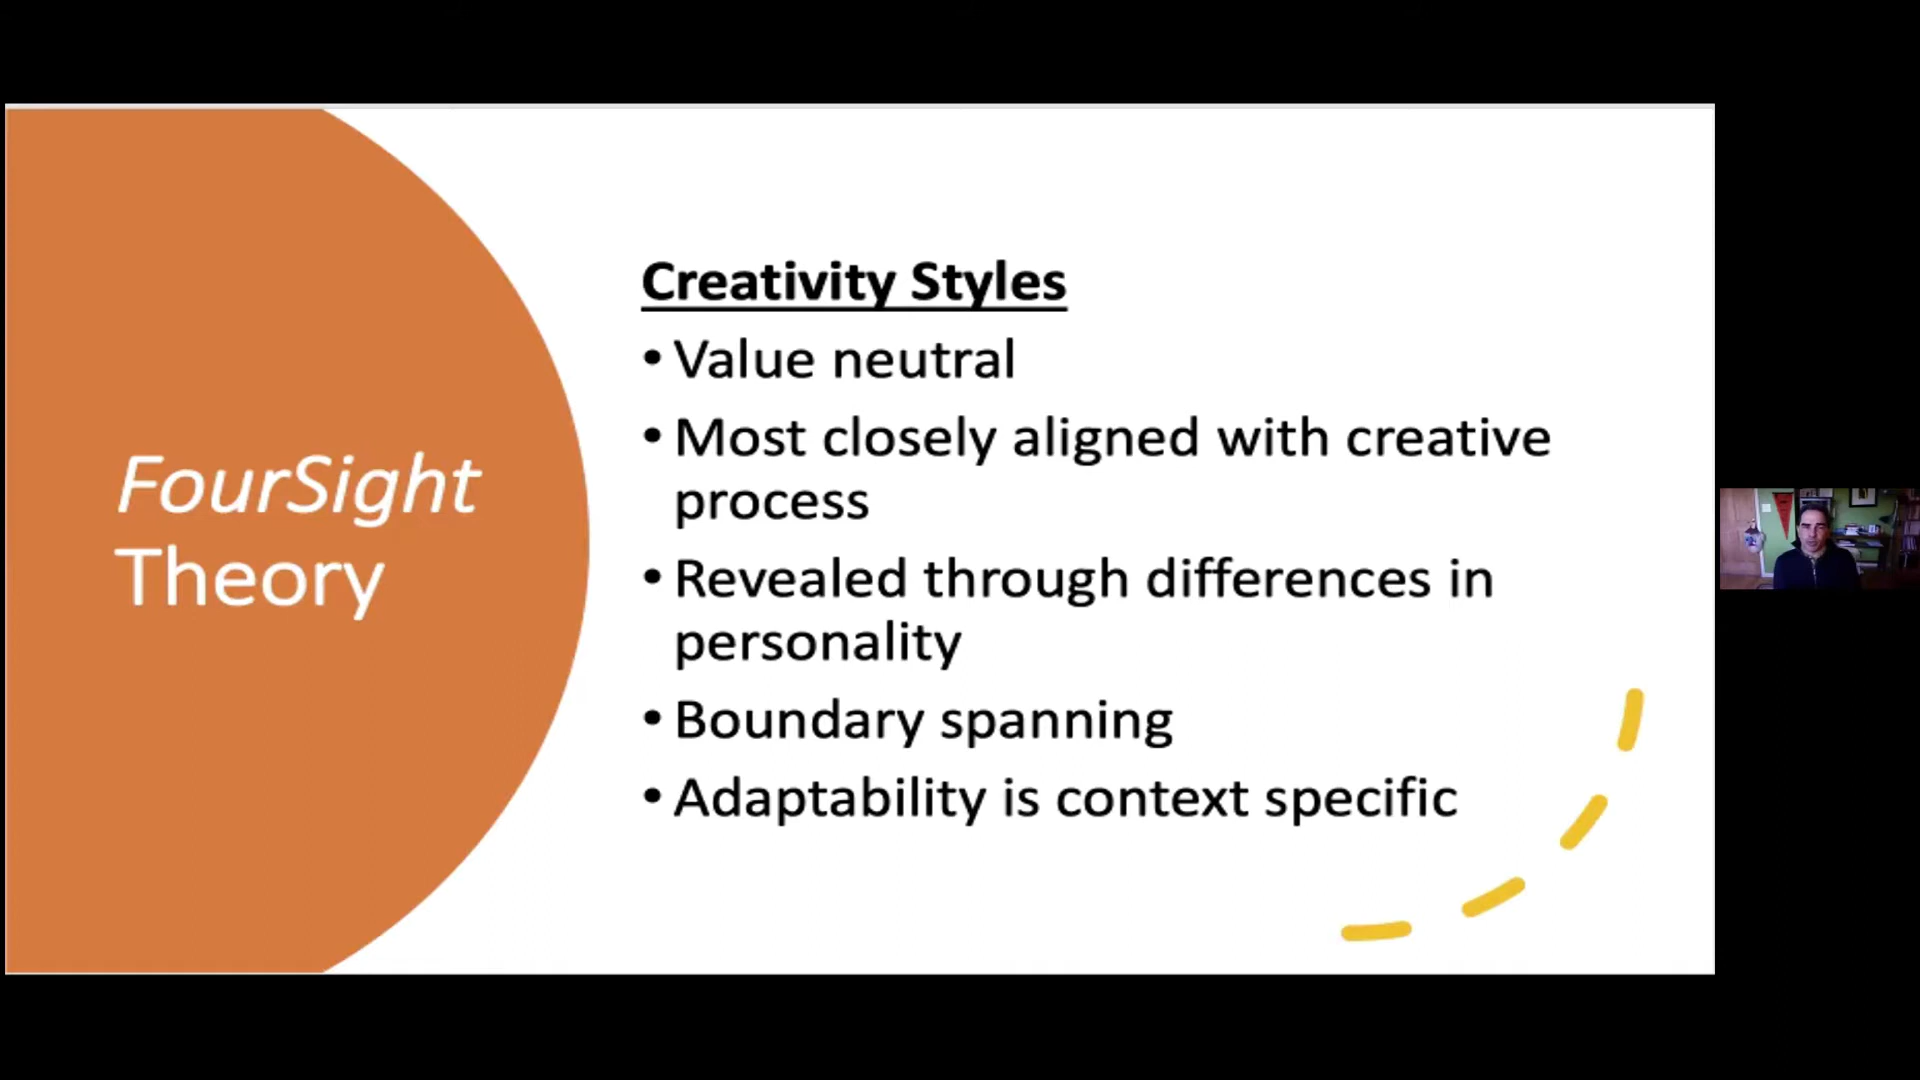 FourSight
Theory
Creativity Styles
• Value neutral
• Most closely aligned with creative
process
• Revealed through differences in
personality
• Boundary spanning
• Adaptability is context specific